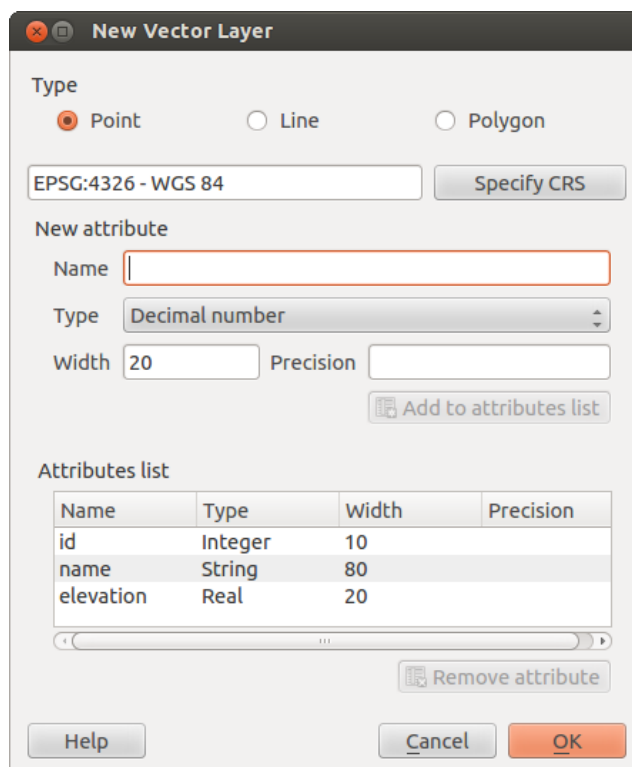 New Vector Layer
Type
Point Line Polygon
EPSG:4326 - WGS 84 Specify CRS
New attribute
Name
Type Decimal number
Width 20 Precision
Add to attributes list
Attributes list
Name Type Width Precision
id Integer 10
name String 80
elevation Real 20
Remove attribute
Help Cancel OK